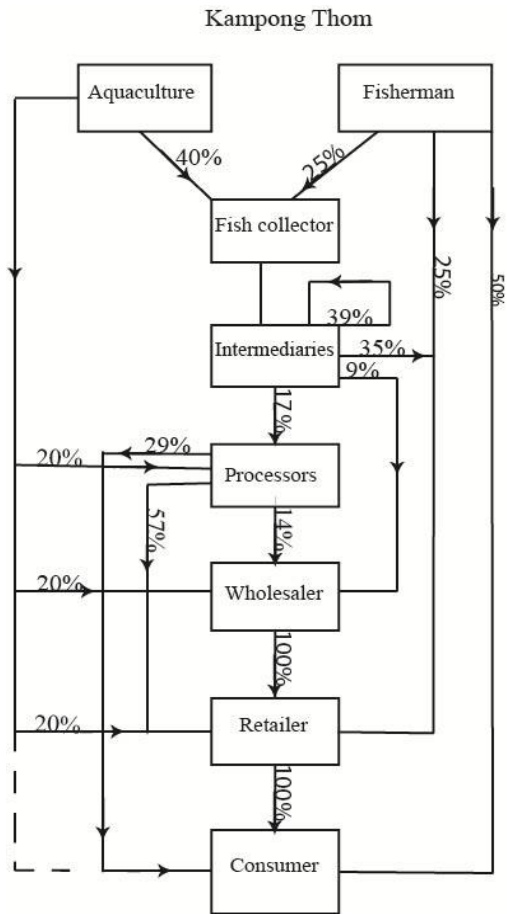 Kampong Thom
Aquaculture
Fisherman
40%
25%
Fish collector
25%
50%
39%
Intermediaries
35%
9%
17%
29%
20%
Processors
57%
14%
20%
Wholesaler
100%
20%
Retailer
100%
Consumer